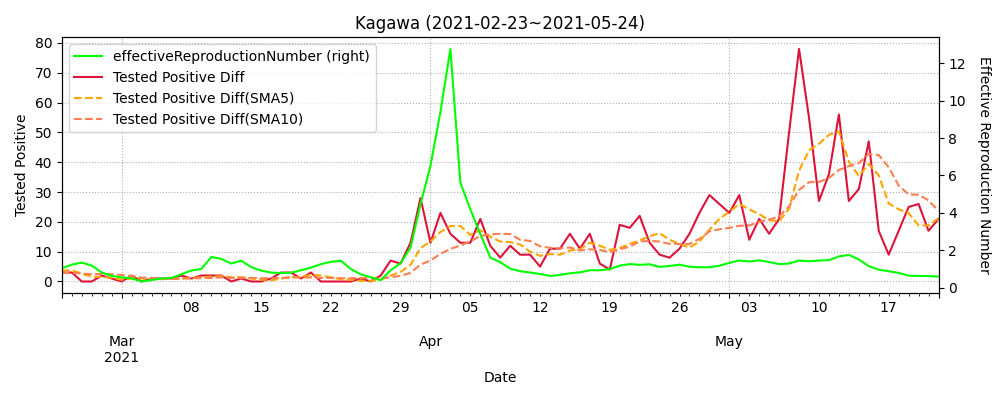 Kagawa (2021-02-23~2021-05-24)
effectiveReproductionNumber (right)
Tested Positive Diff
Tested Positive Diff(SMA5)
Tested Positive Diff(SMA10)
Tested Positive
80
70
60
50
40
30
20
10
0
Effective Reproduction Number
12
10
8
6
4
2
0
08 15 22 29 05 12 19 26 03 10 17
Mar Apr May
2021
Date